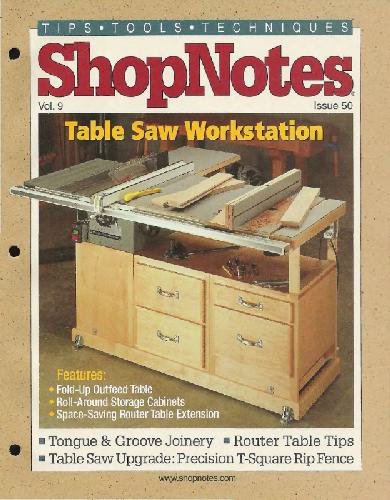 TIPS • TOOLS • TECHNIQUES
ShopNotes
Vol. 9 Issue 50
Table Saw Workstation
Features:
• Fold-Up Outfeed Table
• Roll-Around Storage Cabinets
• Space-Saving Router Table Extension
■ Tongue & Groove Joinery ■ Router Table Tips
■ Table Saw Upgrade: Precision T-Square Rip Fence
www.shopnotes.com